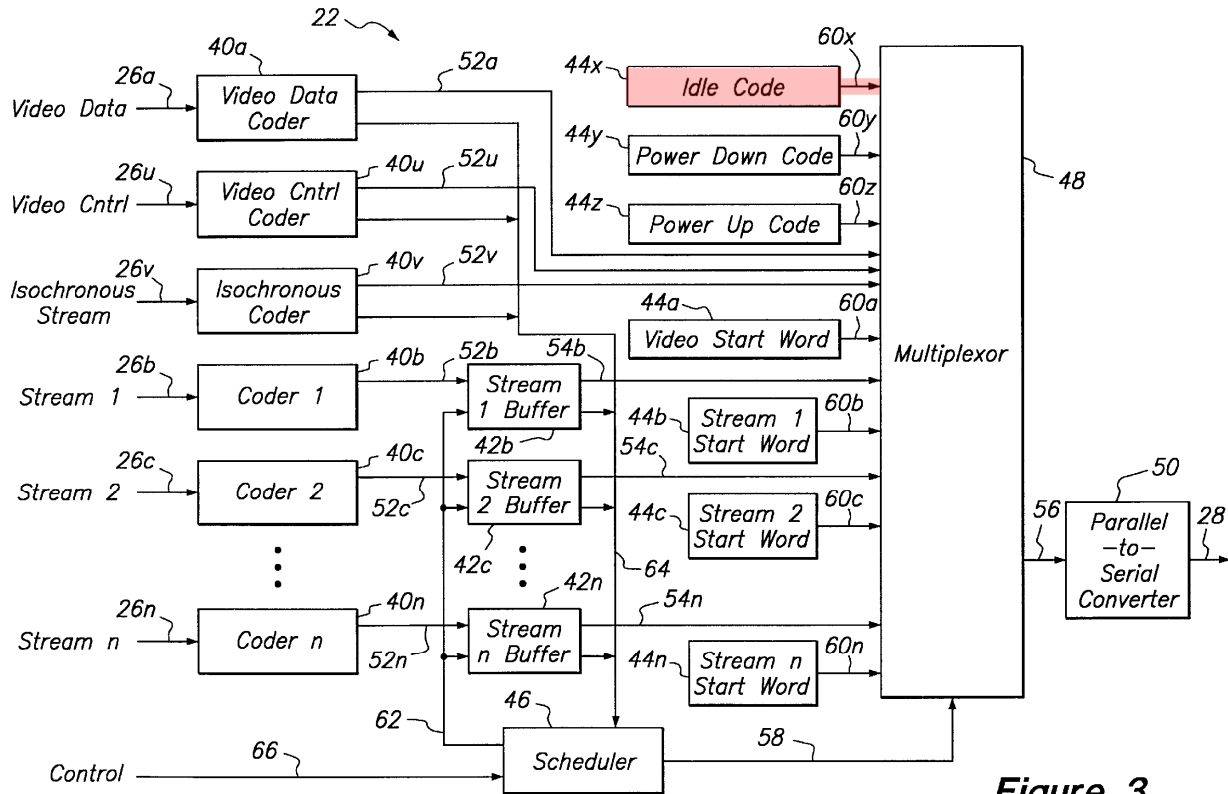 22
40a
52a
26a
Video Data
Video Data
Coder
44x
Idle Code
60x
44y
Power Down Code
60y
48
26u
Video Cntrl
Video Cntrl
Coder
40u
52u
44z
Power Up Code
60z
26v
Isochronous
Stream
Isochronous
Coder
40v
52v
44a
Video Start Word
60a
Multiplexor
26b
Stream 1
Coder 1
40b
52b
Stream
1 Buffer
42b
54b
44b
Stream 1
Start Word
60b
26c
Stream 2
Coder 2
40c
52c
Stream
2 Buffer
42c
54c
44c
Stream 2
Start Word
60c
64
56
50
Parallel
-to-
Serial
Converter
28
26n
Stream n
Coder n
40n
52n
Stream
n Buffer
42n
54n
44n
Stream n
Start Word
60n
62
46
Scheduler
58
Control
66
Figure 3